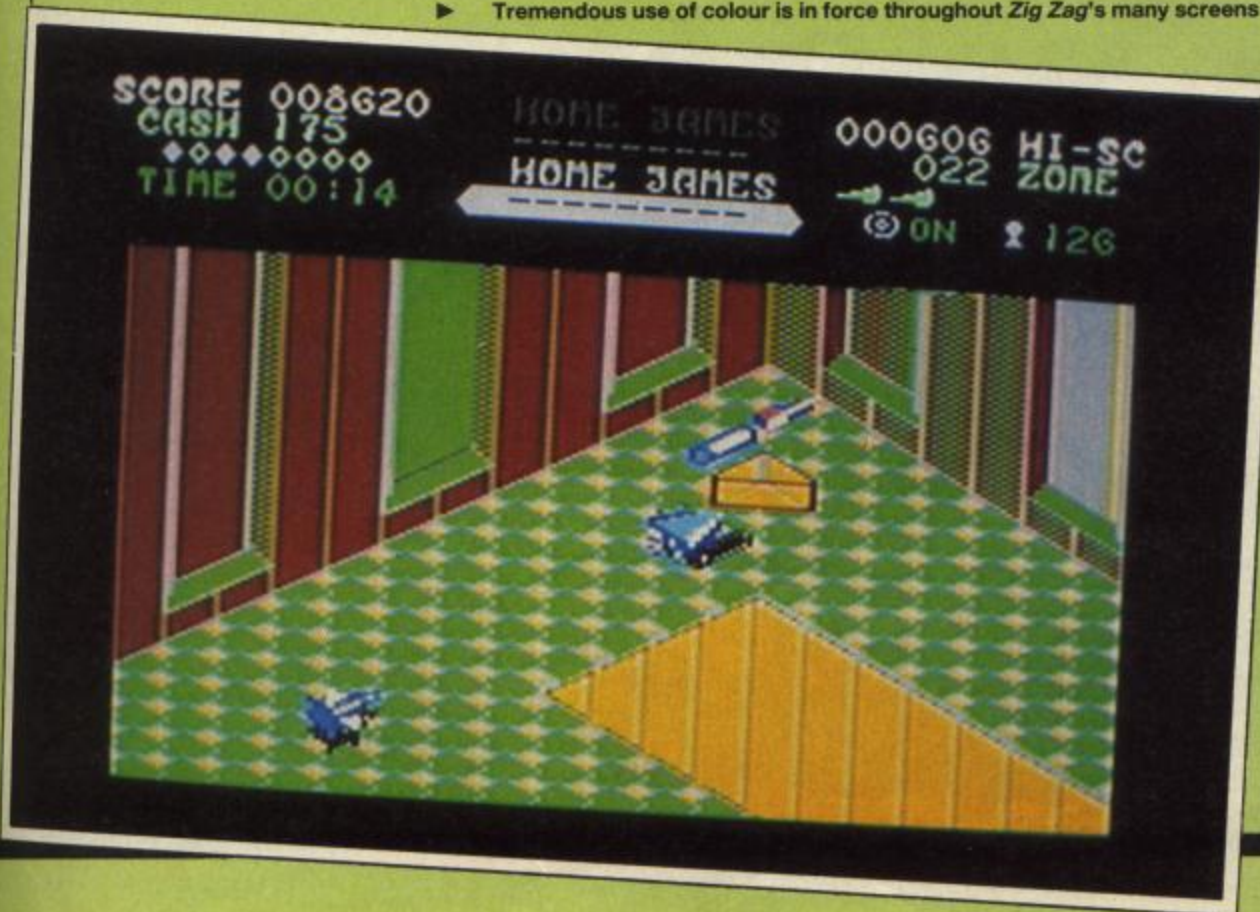 ► Tremendous use of colour is in force throughout Zig Zag's many screens
SCORE 008620
CASH 175
TIME 00:14
HOME JAMES
HOME JAMES
000606 HI-SC
022 ZONE
ON 126